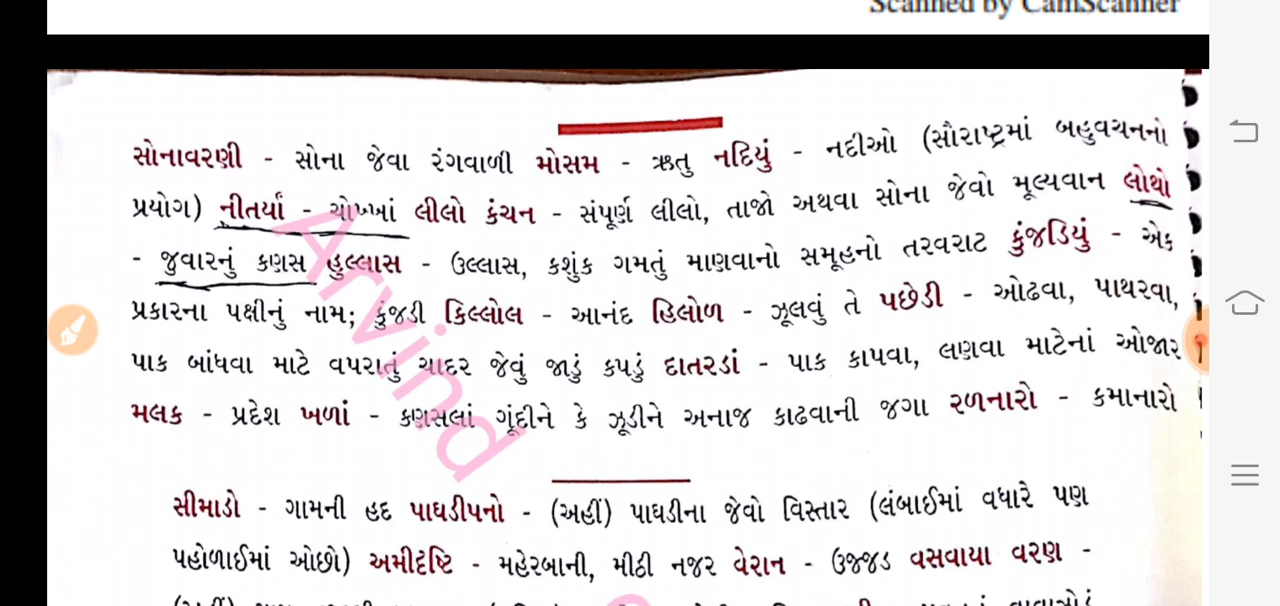 Scanned by CamScanner
સોનાવરણી - સોના જેવા રંગવાળી મોસમ - ઋતુ નદિયું - નદીઓ (સૌરાષ્ટ્રમાં બહુવચનનો
પ્રયોગ) નીતર્યાં - ચોખ્ખાં લીલો કંચન - સંપૂર્ણ લીલો, તાજો અથવા સોના જેવો મૂલ્યવાન લોથો
- જુવારનું કણસ હુલ્લાસ - ઉલ્લાસ, કશુંક ગમતું માણવાનો સમૂહનો તરવરાટ કુંજડિયું - એક
પ્રકારના પક્ષીનું નામ; કુંજડી કિલ્લોલ - આનંદ હિલોળ - ઝૂલવું તે પછેડી - ઓઢવા, પાથરવા,
પાક બાંધવા માટે વપરાતું ચાદર જેવું જાડું કપડું દાતરડાં - પાક કાપવા, લણવા માટેનાં ઓજાર
મલક - પ્રદેશ ખળાં - કણસલાં ગૂંદીને કે ઝૂડીને અનાજ કાઢવાની જગા રળનારો - કમાનારો
Arvind
સીમાડો - ગામની હદ પાઘડીપનો - (અહીં) પાઘડીના જેવો વિસ્તાર (લંબાઈમાં વધારે પણ
પહોળાઈમાં ઓછો) અમીદૃષ્ટિ - મહેરબાની, મીઠી નજર વેરાન - ઉજ્જડ વસવાયા વરણ -